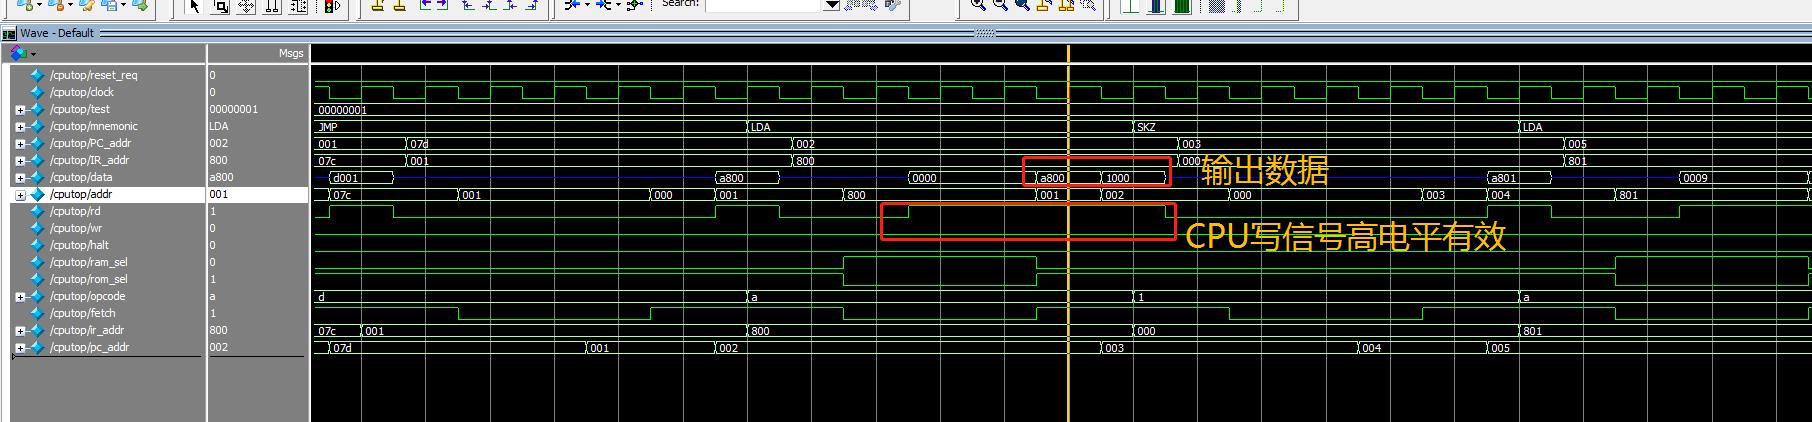 Search:
Wave - Default
Msgs
/cputop/reset_req 0
/cputop/clock 0
/cputop/test 00000001 00000001
/cputop/mnemonic LDA JMP LDA SKZ LDA
/cputop/PC_addr 002 001 07d 002 003 005
/cputop/IR_addr 800 07c 001 800 000 801
/cputop/data a800 d001 a800 0000 a800 1000 a801 0009
输出数据
/cputop/addr 001 07c 001 000 001 800 001 002 000 003 004 801
/cputop/rd 1
/cputop/wr 0
CPU写信号高电平有效
/cputop/halt 0
/cputop/ram_sel 0
/cputop/rom_sel 1
/cputop/opcode a d a 1 a
/cputop/fetch 1
/cputop/ir_addr 800 07c 001 800 000 801
/cputop/pc_addr 002 07d 001 002 003 004 005